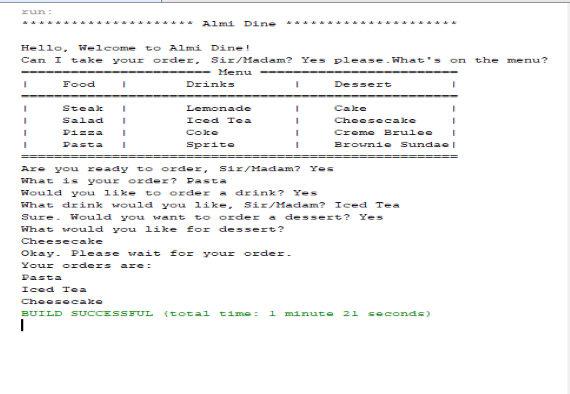 run:
********************* Almi Dine *********************
Hello, Welcome to Almi Dine!
Can I take your order, Sir/Madam? Yes please.What's on the menu?
======================= Menu ========================
|    Food   |       Drinks       |    Dessert       |
=====================================================
|    Steak  |       Lemonade     |    Cake          |
|    Salad  |       Iced Tea     |    Cheesecake    |
|    Pizza  |       Coke         |    Creme Brulee  |
|    Pasta  |       Sprite       |    Brownie Sundae|
=====================================================
Are you ready to order, Sir/Madam? Yes
What is your order? Pasta
Would you like to order a drink? Yes
What drink would you like, Sir/Madam? Iced Tea
Sure. Would you want to order a dessert? Yes
What would you like for dessert?
Cheesecake
Okay. Please wait for your order.
Your orders are:
Pasta
Iced Tea
Cheesecake
BUILD SUCCESSFUL (total time: 1 minute 21 seconds)